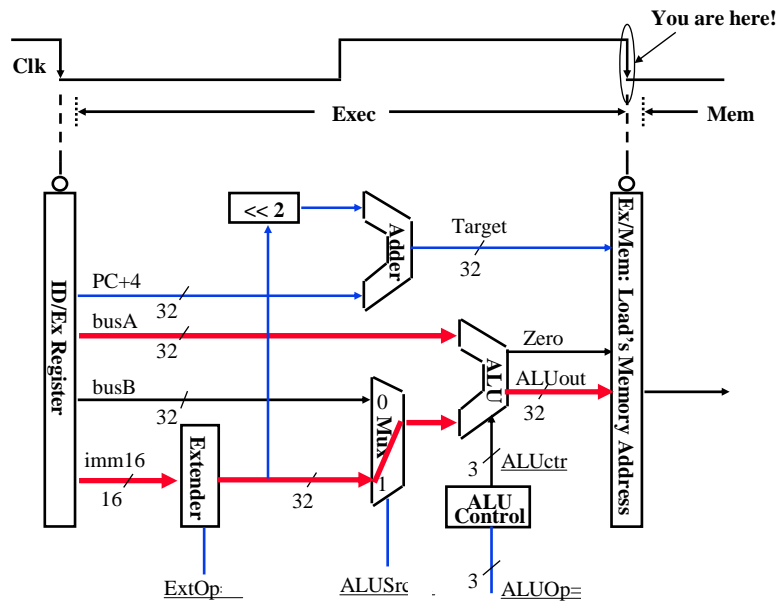 You are here!
Clk
Exec
Mem
<< 2
Adder
Target
32
PC+4
32
busA
32
busB
32
imm16
16
ID/Ex Register
Extender
32
0
Mux
1
ALU
Zero
ALUout
32
3
ALUctr
ALU
Control
3
ExtOp=
ALUSrc
ALUOp=
Ex/Mem: Load's Memory Address